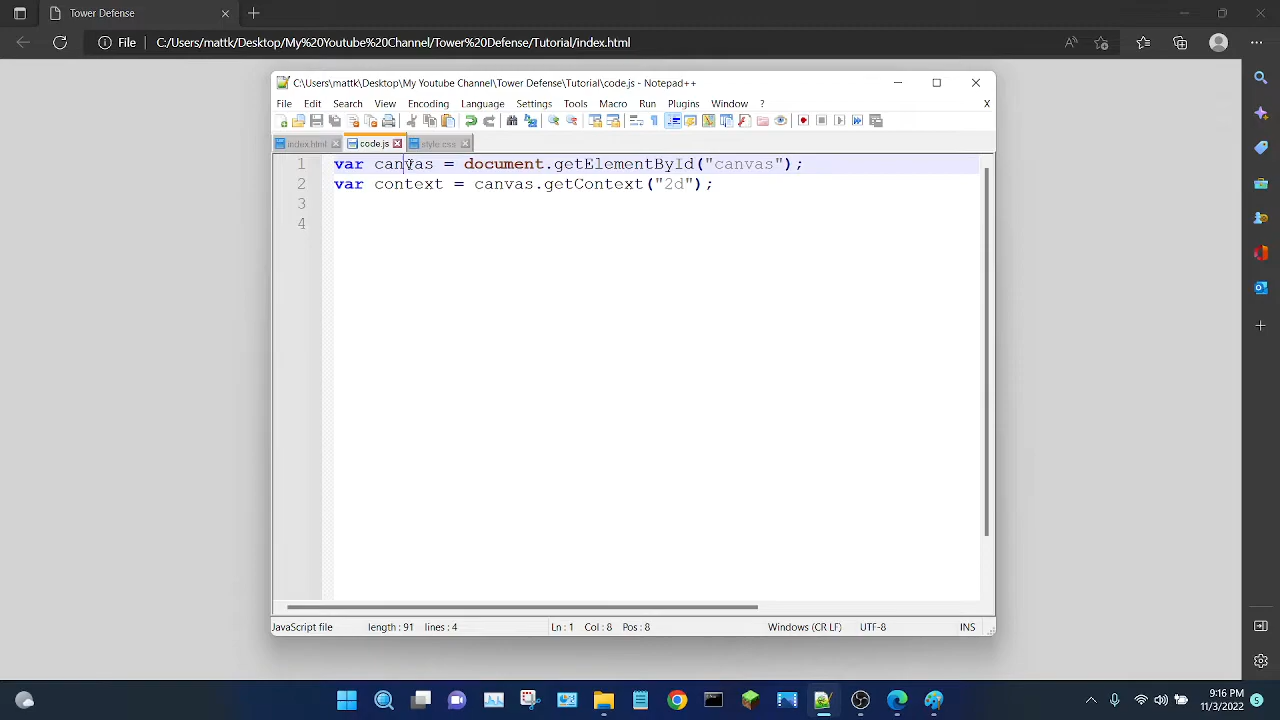 Tower Defense
File C:/Users/mattk/Desktop/My%20Youtube%20Channel/Tower%20Defense/Tutorial/index.html
C:\Users\mattk\Desktop\My Youtube Channel\Tower Defense\Tutorial\code.js - Notepad++
File Edit Search View Encoding Language Settings Tools Macro Run Plugins Window ? X
index.html code.js style.css
1 var canvas = document.getElementById("canvas");
2 var context = canvas.getContext("2d");
3
4
JavaScript file length : 91 lines : 4 Ln : 1 Col : 8 Pos : 8 Windows (CR LF) UTF-8 INS
9:16 PM
11/3/2022